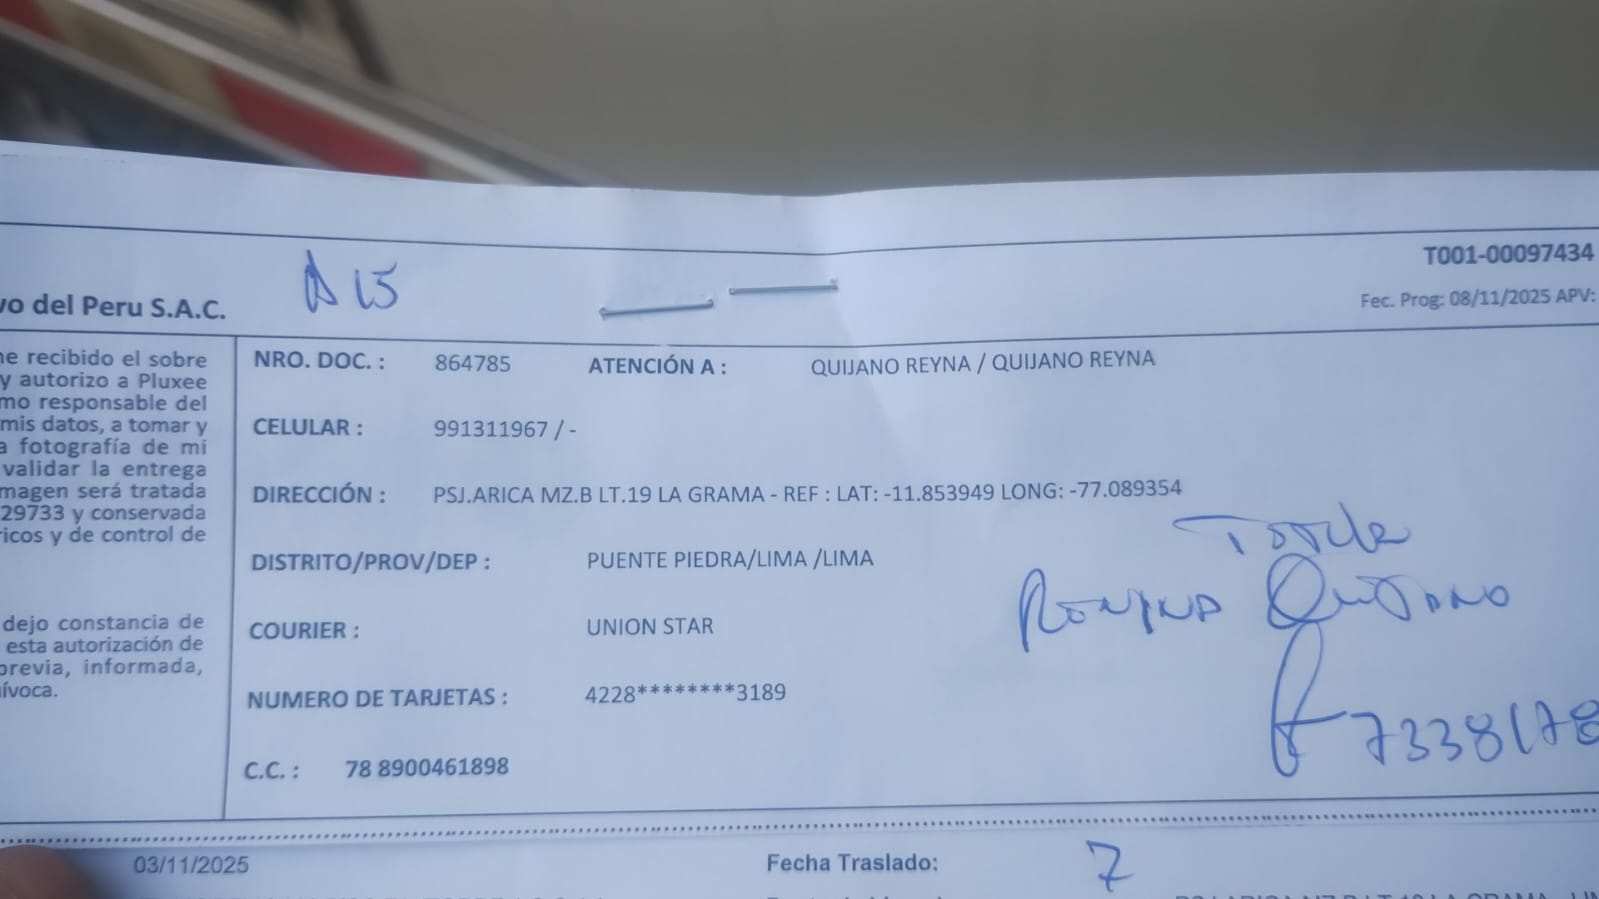 T001-00097434
vo del Peru S.A.C.
Fec. Prog: 08/11/2025 APV:
ne recibido el sobre
y autorizo a Pluxee
mo responsable del
mis datos, a tomar y
a fotografía de mi
validar la entrega
magen será tratada
29733 y conservada
ricos y de control de
dejo constancia de
esta autorización de
previa, informada,
ívoca.
NRO. DOC. : 864785 ATENCIÓN A : QUIJANO REYNA / QUIJANO REYNA
CELULAR : 991311967 / -
DIRECCIÓN : PSJ.ARICA MZ.B LT.19 LA GRAMA - REF : LAT: -11.853949 LONG: -77.089354
DISTRITO/PROV/DEP : PUENTE PIEDRA/LIMA /LIMA
COURIER : UNION STAR
NUMERO DE TARJETAS : 4228********3189
C.C. : 78 8900461898
Quijano
7338178
03/11/2025 Fecha Traslado: 7